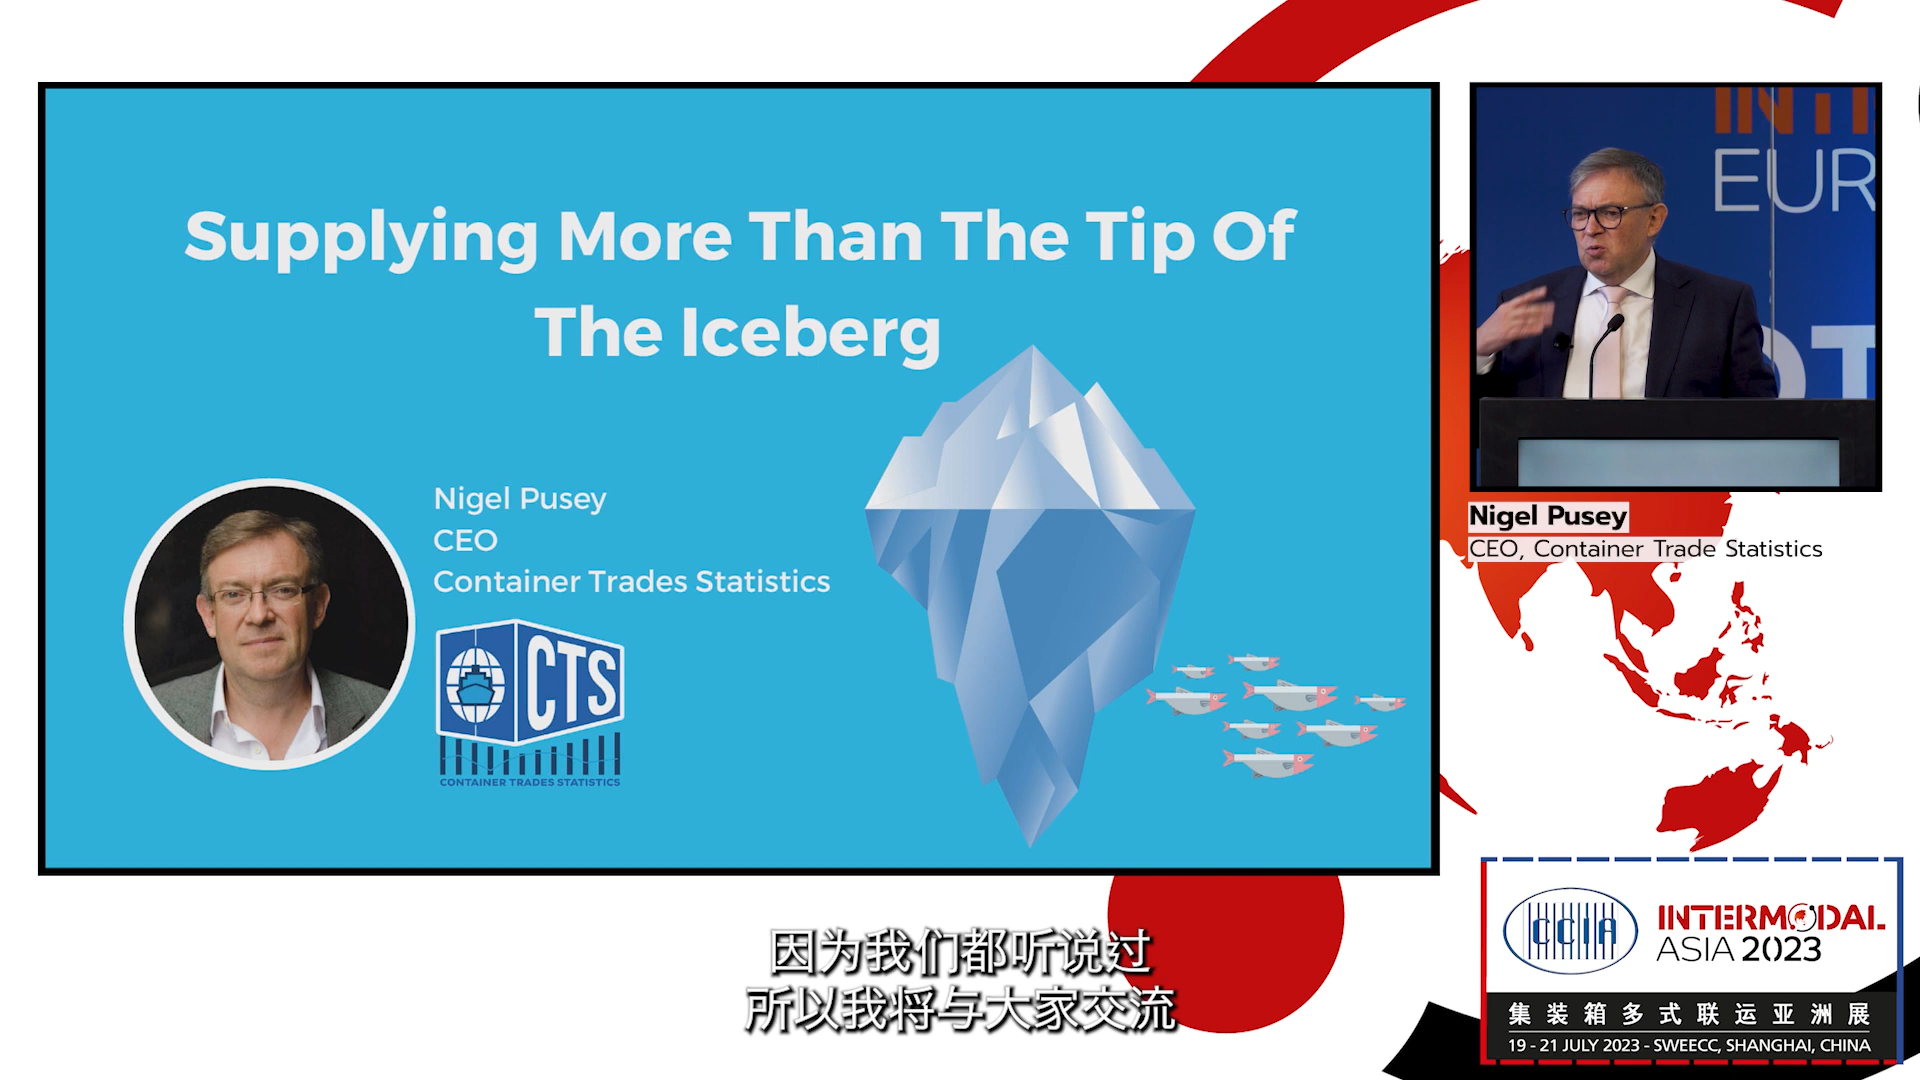 Supplying More Than The Tip Of
The Iceberg
Nigel Pusey
CEO
Container Trades Statistics
CTS
CONTAINER TRADES STATISTICS
EUR
Nigel Pusey
CEO, Container Trade Statistics
因为我们都听说过
所以我将与大家交流
CCIA
INTERMODAL
ASIA 2023
集装箱多式联运亚洲展
19 - 21 JULY 2023 - SWEECC, SHANGHAI, CHINA